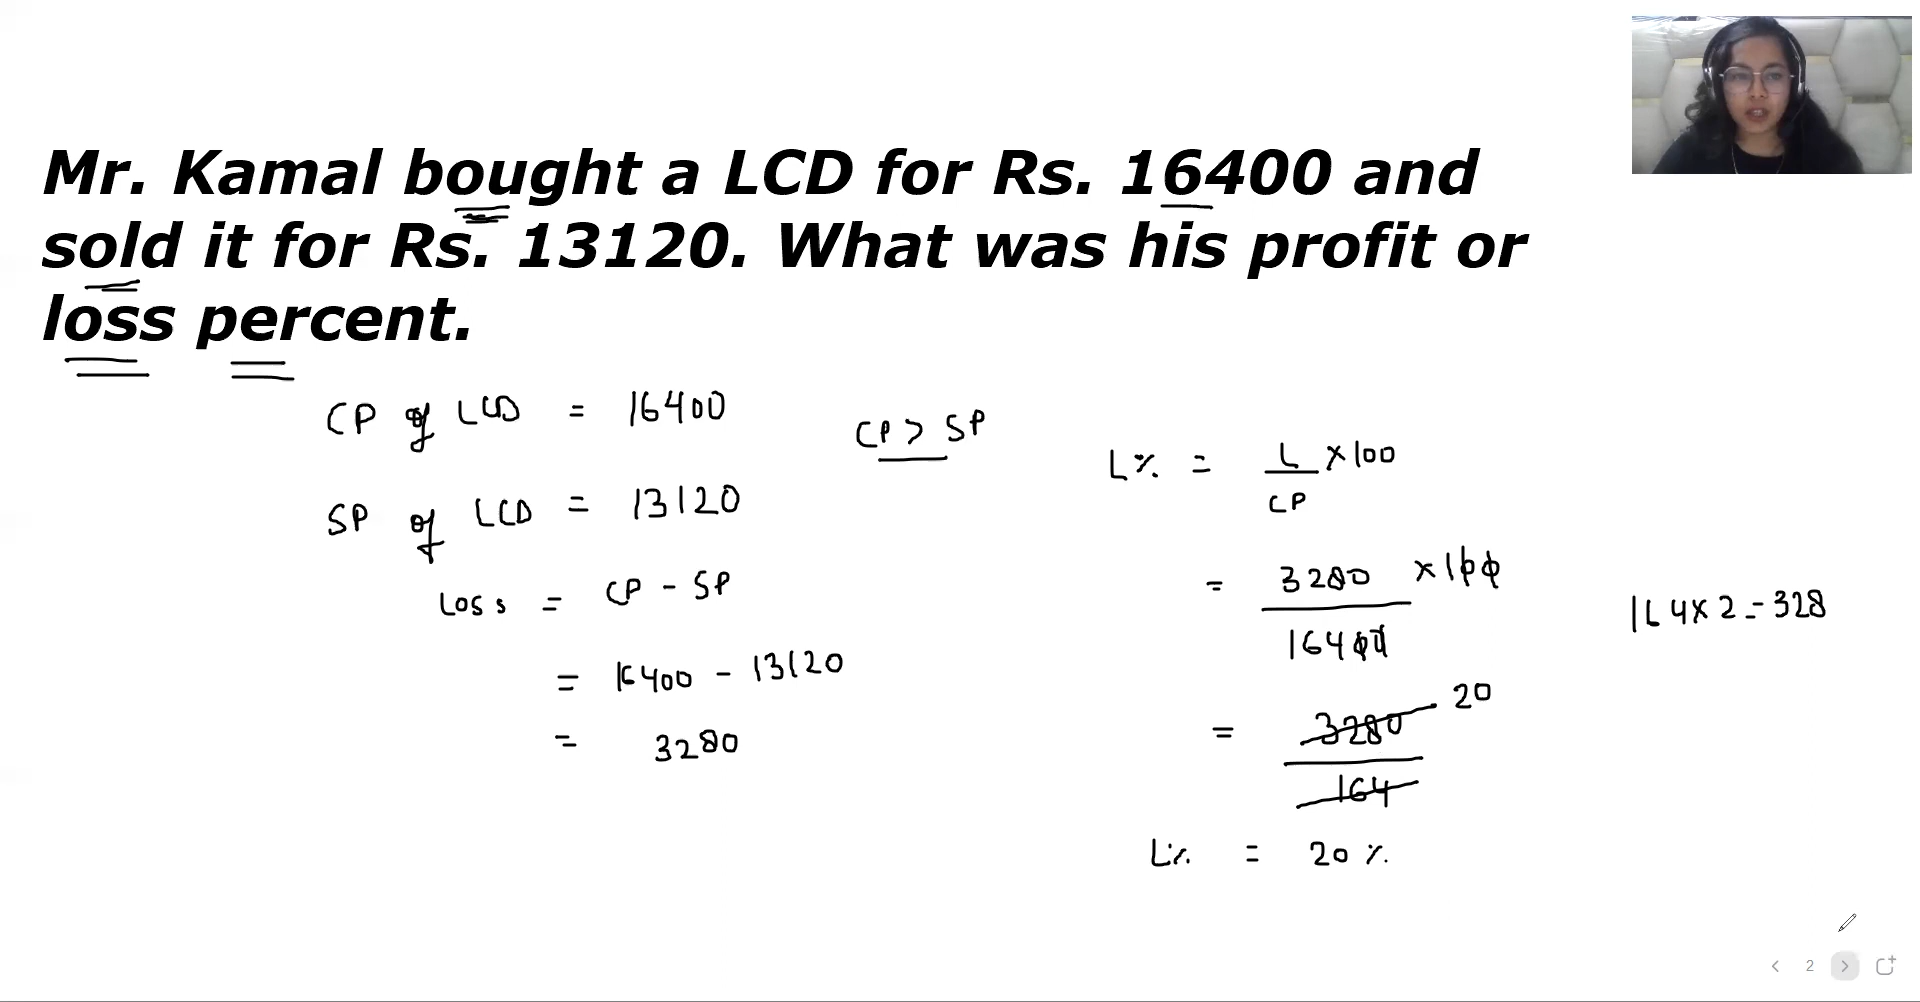 Mr. Kamal bought a LCD for Rs. 16400 and
sold it for Rs. 13120. What was his profit or
loss percent.
CP of LCD = 16400
CP > SP
SP of LCD = 13120
Loss = CP - SP
= 16400 - 13120
= 3280
L% = L/CP × 100
= 3280/16400 × 100
164 × 2 = 328
= 3280/164 20
L% = 20 %
2